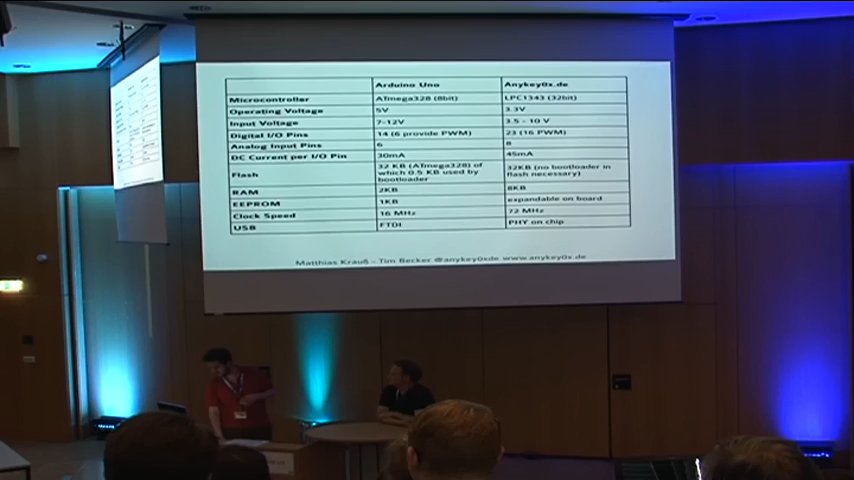 Arduino Uno Anykey0x.de
Microcontroller ATmega328 (8bit) LPC1343 (32bit)
Operating Voltage 5V 3.3V
Input Voltage 7-12V 3.5 - 10 V
Digital I/O Pins 14 (6 provide PWM) 23 (16 PWM)
Analog Input Pins 6 8
DC Current per I/O Pin 30mA 45mA
Flash 32 KB (ATmega328) of which 0.5 KB used by bootloader 32KB (no bootloader in flash necessary)
RAM 2KB 8KB
EEPROM 1KB expandable on board
Clock Speed 16 MHz 72 MHz
USB FTDI PHY on chip
Matthias Krauß - Tim Becker @anykey0xde www.anykey0x.de